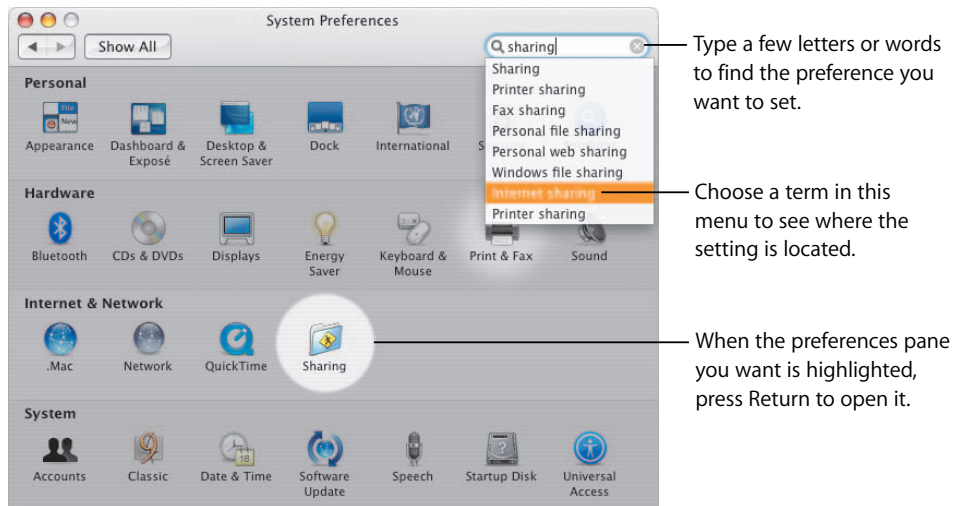 System Preferences
Show All
sharing
Sharing
Printer sharing
Fax sharing
Personal file sharing
Personal web sharing
Windows file sharing
Internet sharing
Printer sharing
Type a few letters or words
to find the preference you
want to set.
Choose a term in this
menu to see where the
setting is located.
When the preferences pane
you want is highlighted,
press Return to open it.
Personal
File
New
Appearance
Dashboard &
Exposé
Desktop &
Screen Saver
Dock
International
Hardware
Bluetooth
CDs & DVDs
Displays
Energy
Saver
Keyboard &
Mouse
Print & Fax
Sound
Internet & Network
.Mac
Network
QuickTime
Sharing
System
Accounts
Classic
18
Date & Time
Software
Update
Speech
?
Startup Disk
Universal
Access